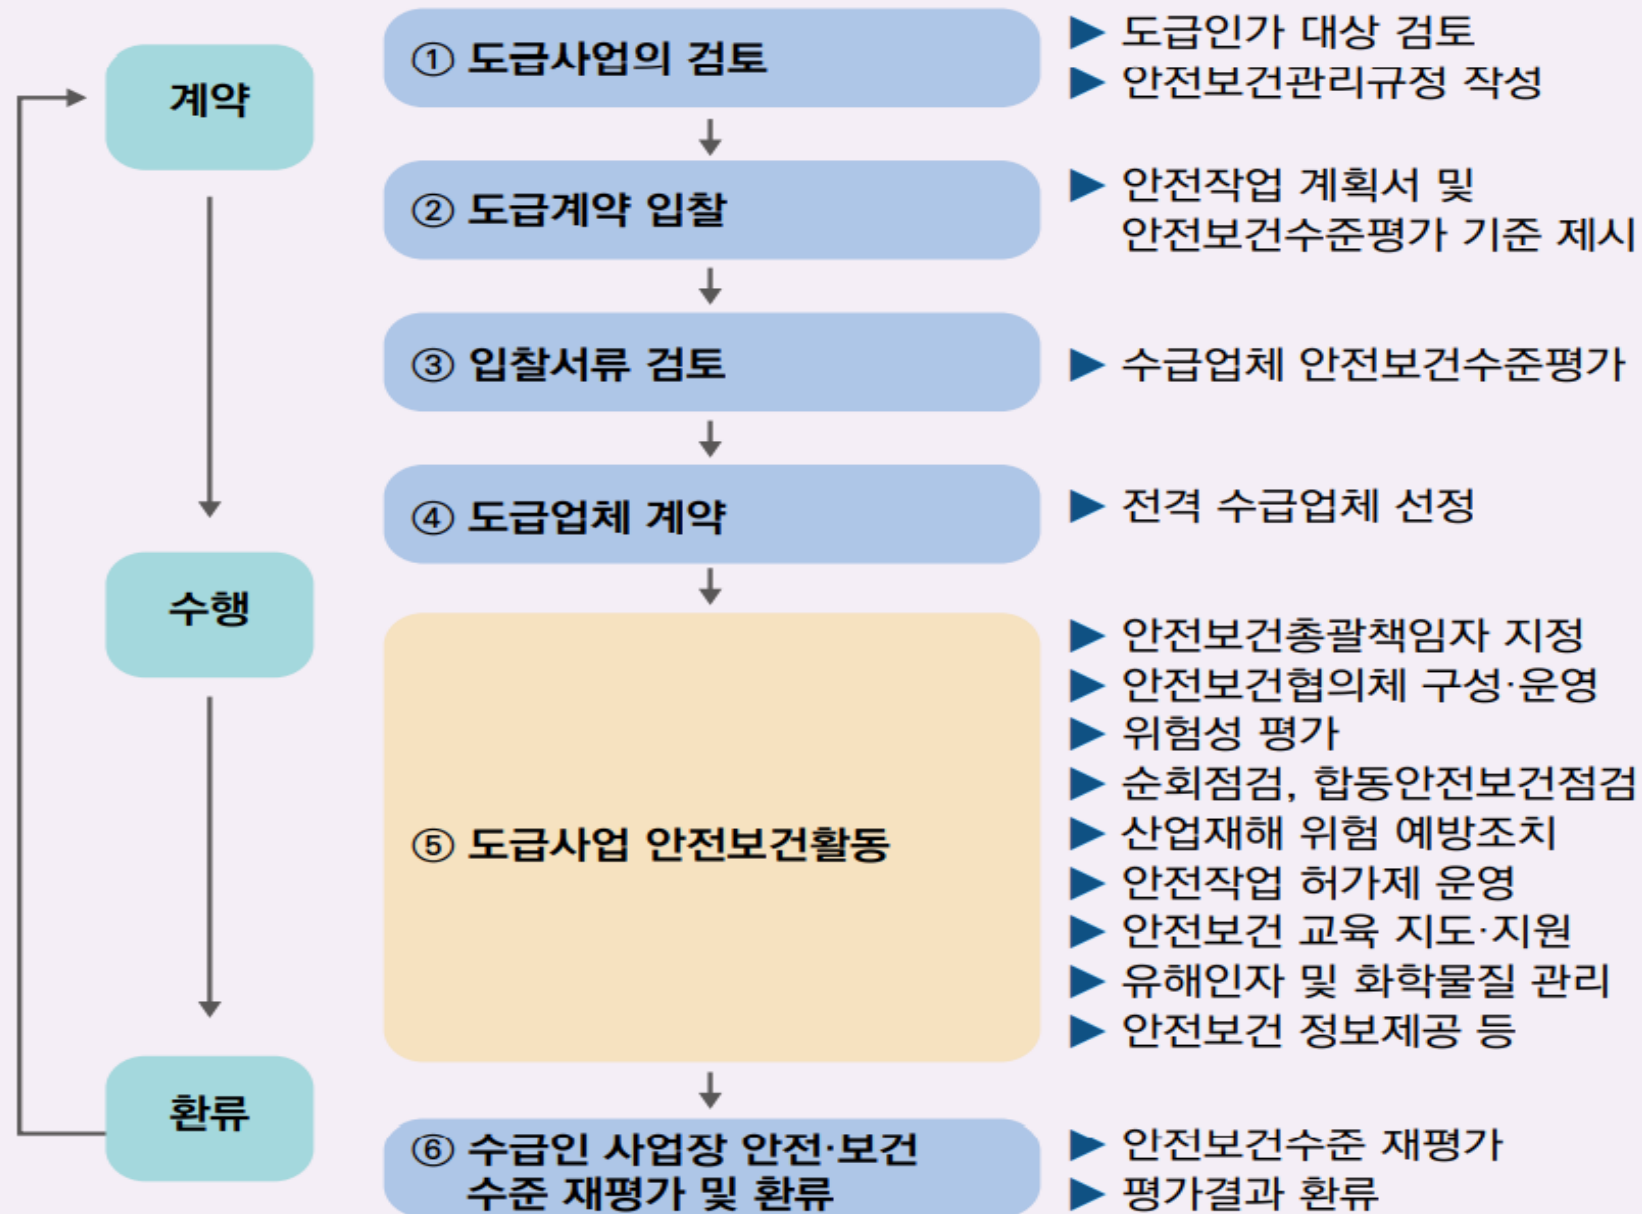 계약
① 도급사업의 검토
▶ 도급인가 대상 검토
▶ 안전보건관리규정 작성
② 도급계약 입찰
▶ 안전작업 계획서 및
안전보건수준평가 기준 제시
③ 입찰서류 검토
▶ 수급업체 안전보건수준평가
④ 도급업체 계약
▶ 전격 수급업체 선정
수행
⑤ 도급사업 안전보건활동
▶ 안전보건총괄책임자 지정
▶ 안전보건협의체 구성·운영
▶ 위험성 평가
▶ 순회점검, 합동안전보건점검
▶ 산업재해 위험 예방조치
▶ 안전작업 허가제 운영
▶ 안전보건 교육 지도·지원
▶ 유해인자 및 화학물질 관리
▶ 안전보건 정보제공 등
환류
⑥ 수급인 사업장 안전·보건
수준 재평가 및 환류
▶ 안전보건수준 재평가
▶ 평가결과 환류